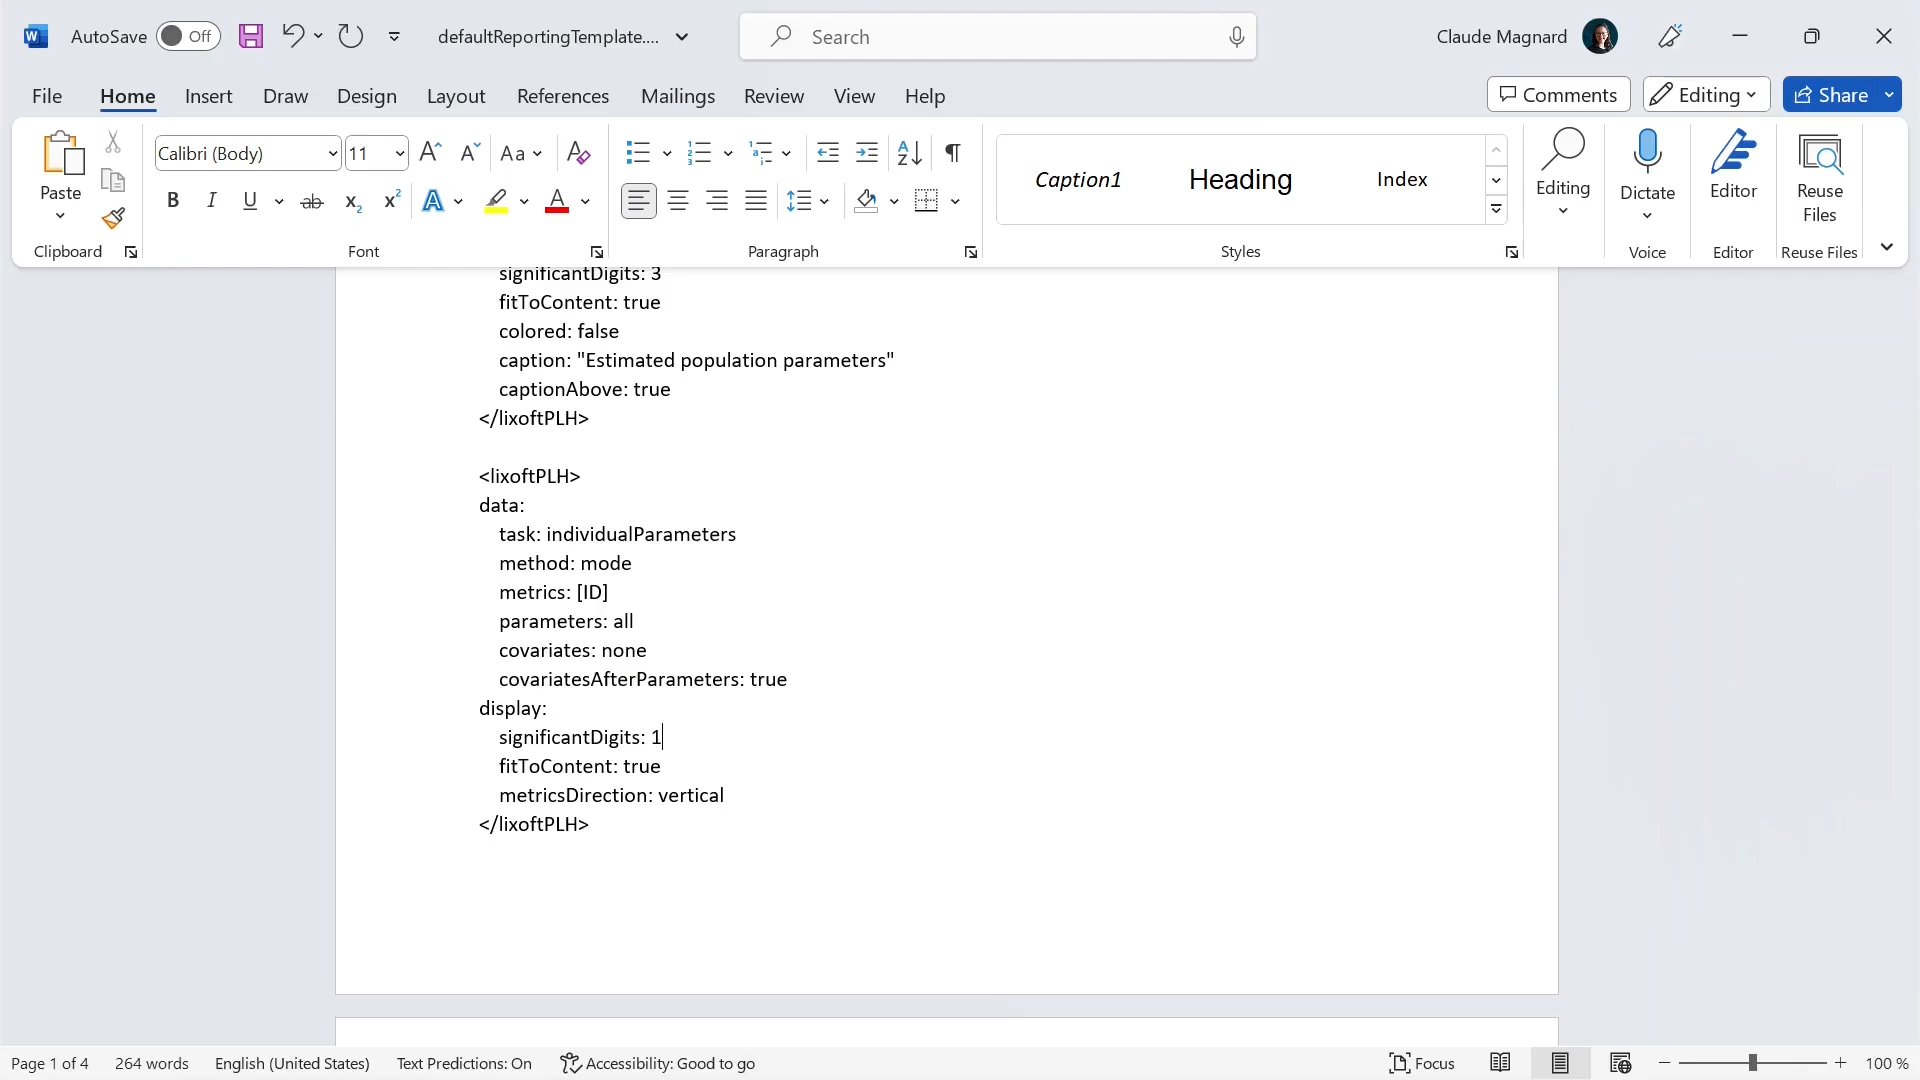 AutoSave Off defaultReportingTemplate.... Search Claude Magnard
File Home Insert Draw Design Layout References Mailings Review View Help Comments Editing Share
Paste Calibri (Body) 11 Aa Caption1 Heading Index Editing Dictate Editor Reuse Files
B I U ab x2 x2 A A
Clipboard Font Paragraph Styles Voice Editor Reuse Files
significantDigits: 3
fitToContent: true
colored: false
caption: "Estimated population parameters"
captionAbove: true
</lixoftPLH>
<lixoftPLH>
data:
task: individualParameters
method: mode
metrics: [ID]
parameters: all
covariates: none
covariatesAfterParameters: true
display:
significantDigits: 1
fitToContent: true
metricsDirection: vertical
</lixoftPLH>
Page 1 of 4 264 words English (United States) Text Predictions: On Accessibility: Good to go Focus 100 %